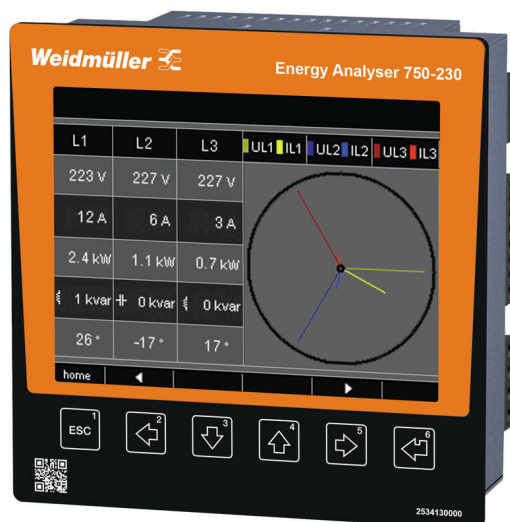 Weidmüller
Energy Analyser 750-230
L1 L2 L3 UL1 IL1 UL2 IL2 UL3 IL3
223 V 227 V 227 V
12 A 6 A 3 A
2.4 kW 1.1 kW 0.7 kW
1 kvar 0 kvar 0 kvar
26 ° -17 ° 17 °
home
ESC 1 2 3 4 5 6
2534130000